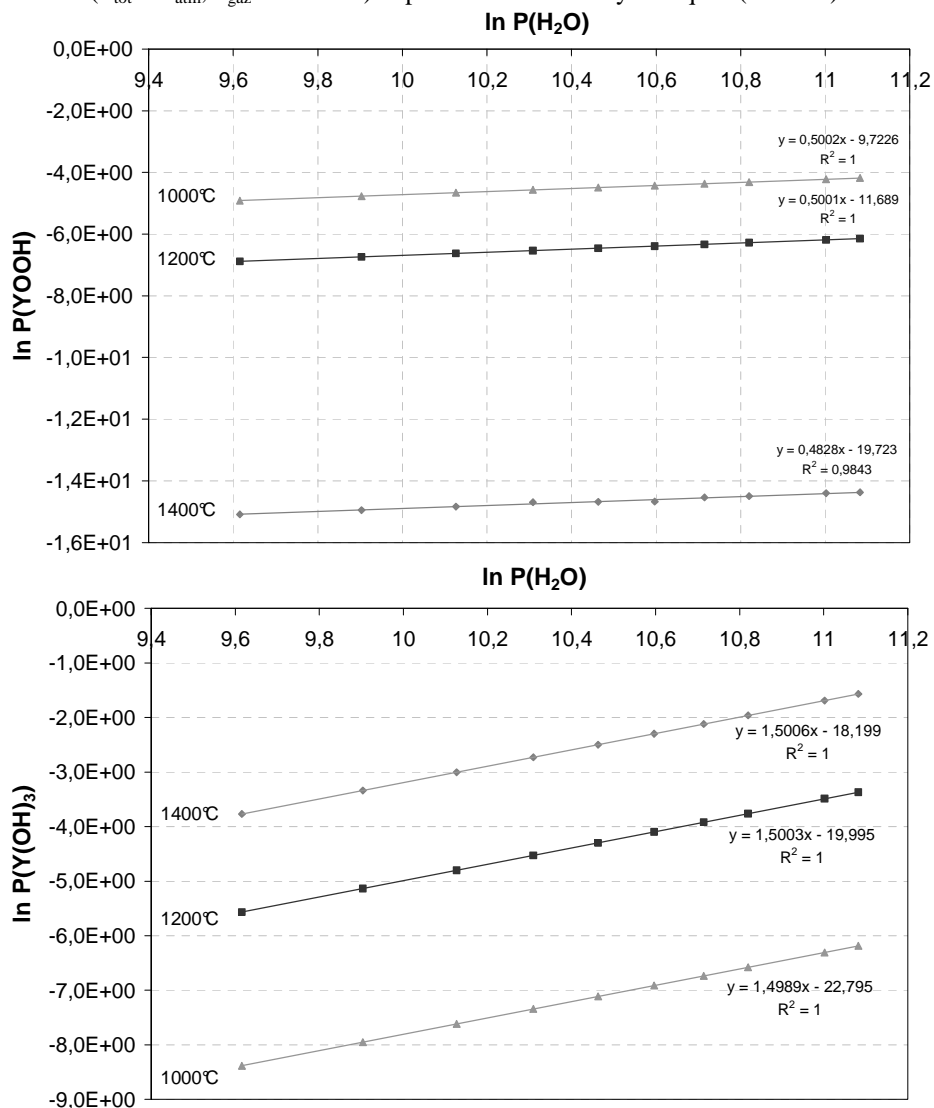 ln P(H2O)
0,0E+00
9,4 9,6 9,8 10 10,2 10,4 10,6 10,8 11 11,2
-2,0E+00
y = 0,5002x - 9,7226
R2 = 1
-4,0E+00
1000°C
y = 0,5001x - 11,689
R2 = 1
-6,0E+00
1200°C
-8,0E+00
ln P(YOOH)
-1,0E+01
-1,2E+01
y = 0,4828x - 19,723
R2 = 0,9843
-1,4E+01
1400°C
-1,6E+01
ln P(H2O)
0,0E+00
9,4 9,6 9,8 10 10,2 10,4 10,6 10,8 11 11,2
-1,0E+00
-2,0E+00
y = 1,5006x - 18,199
R2 = 1
-3,0E+00
1400°C
-4,0E+00
y = 1,5003x - 19,995
R2 = 1
ln P(Y(OH)3)
-5,0E+00
1200°C
-6,0E+00
-7,0E+00
y = 1,4989x - 22,795
R2 = 1
-8,0E+00
1000°C
-9,0E+00